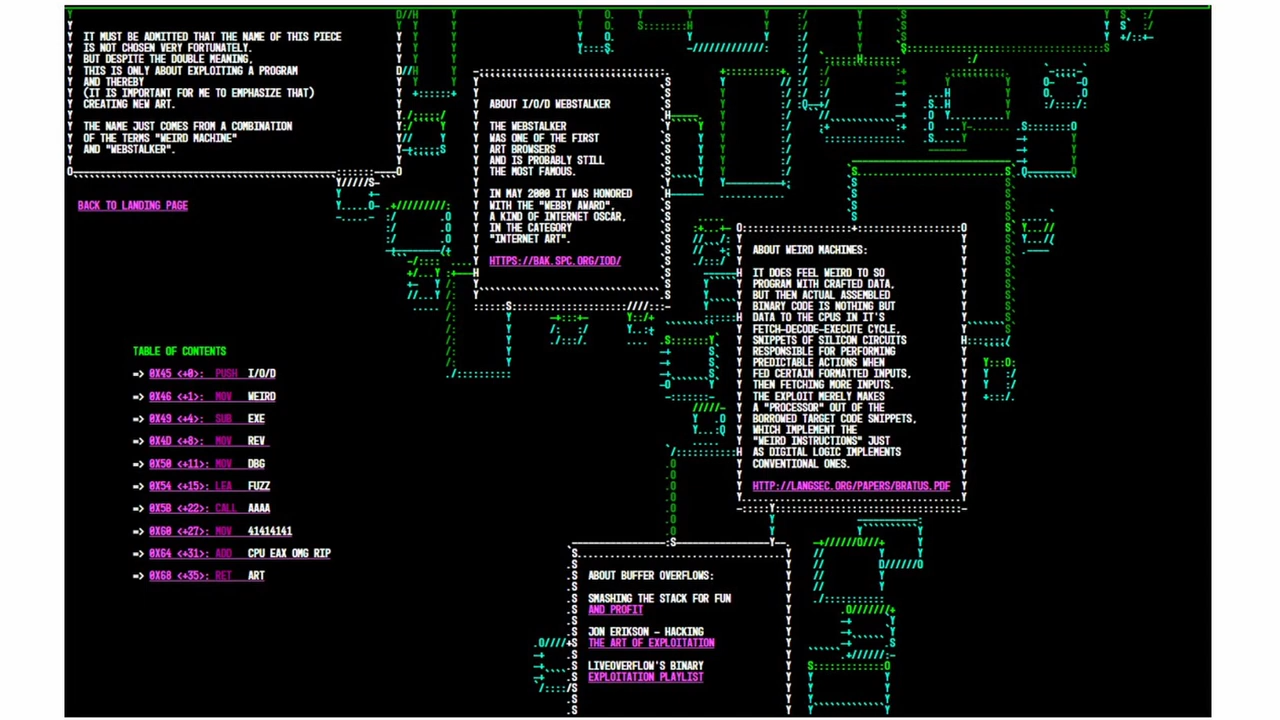 IT MUST BE ADMITTED THAT THE NAME OF THIS PIECE
IS NOT CHOSEN VERY FORTUNATELY.
BUT DESPITE THE DOUBLE MEANING,
THIS IS ONLY ABOUT EXPLOITING A PROGRAM
AND THEREBY
(IT IS IMPORTANT FOR ME TO EMPHASIZE THAT)
CREATING NEW ART.
THE NAME JUST COMES FROM A COMBINATION
OF THE TERMS "WEIRD MACHINE"
AND "WEBSTALKER".
BACK TO LANDING PAGE
TABLE OF CONTENTS
=> 0X45 <+0>: PUSH I/O/D
=> 0X46 <+1>: MOV WEIRD
=> 0X49 <+4>: SUB EXE
=> 0X4D <+8>: MOV REV
=> 0X50 <+11>: MOV DBG
=> 0X54 <+15>: LEA FUZZ
=> 0X5B <+22>: CALL AAAA
=> 0X60 <+27>: MOV 41414141
=> 0X64 <+31>: ADD CPU EAX OMG RIP
=> 0X68 <+35>: RET ART
ABOUT I/O/D WEBSTALKER
THE WEBSTALKER
WAS ONE OF THE FIRST
ART BROWSERS
AND IS PROBABLY STILL
THE MOST FAMOUS.
IN MAY 2000 IT WAS HONORED
WITH THE "WEBBY AWARD",
A KIND OF INTERNET OSCAR,
IN THE CATEGORY
"INTERNET ART".
HTTPS://BAK.SPC.ORG/IOD/
ABOUT WEIRD MACHINES:
IT DOES FEEL WEIRD TO SO
PROGRAM WITH CRAFTED DATA,
BUT THEN ACTUAL ASSEMBLED
BINARY CODE IS NOTHING BUT
DATA TO THE CPUS IN IT'S
FETCH-DECODE-EXECUTE CYCLE,
SNIPPETS OF SILICON CIRCUITS
RESPONSIBLE FOR PERFORMING
PREDICTABLE ACTIONS WHEN
FED CERTAIN FORMATTED INPUTS,
THEN FETCHING MORE INPUTS.
THE EXPLOIT MERELY MAKES
A "PROCESSOR" OUT OF THE
BORROWED TARGET CODE SNIPPETS,
WHICH IMPLEMENT THE
"WEIRD INSTRUCTIONS" JUST
AS DIGITAL LOGIC IMPLEMENTS
CONVENTIONAL ONES.
HTTP://LANGSEC.ORG/PAPERS/BRATUS.PDF
ABOUT BUFFER OVERFLOWS:
SMASHING THE STACK FOR FUN
AND PROFIT
JON ERIKSON - HACKING
THE ART OF EXPLOITATION
LIVEOVERFLOW'S BINARY
EXPLOITATION PLAYLIST